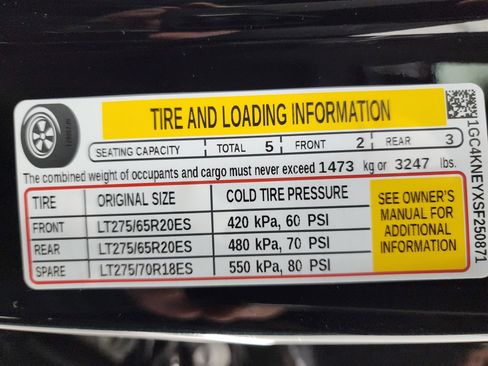 TIRE AND LOADING INFORMATION
SEATING CAPACITY TOTAL 5 FRONT 2 REAR 3
The combined weight of occupants and cargo must never exceed 1473 kg or 3247 lbs.
TIRE ORIGINAL SIZE COLD TIRE PRESSURE
FRONT LT275/65R20ES 420 kPa, 60 PSI
REAR LT275/65R20ES 480 kPa, 70 PSI
SPARE LT275/70R18ES 550 kPa, 80 PSI
SEE OWNER'S
MANUAL FOR
ADDITIONAL
INFORMATION
1GC4KNEYXSF250871